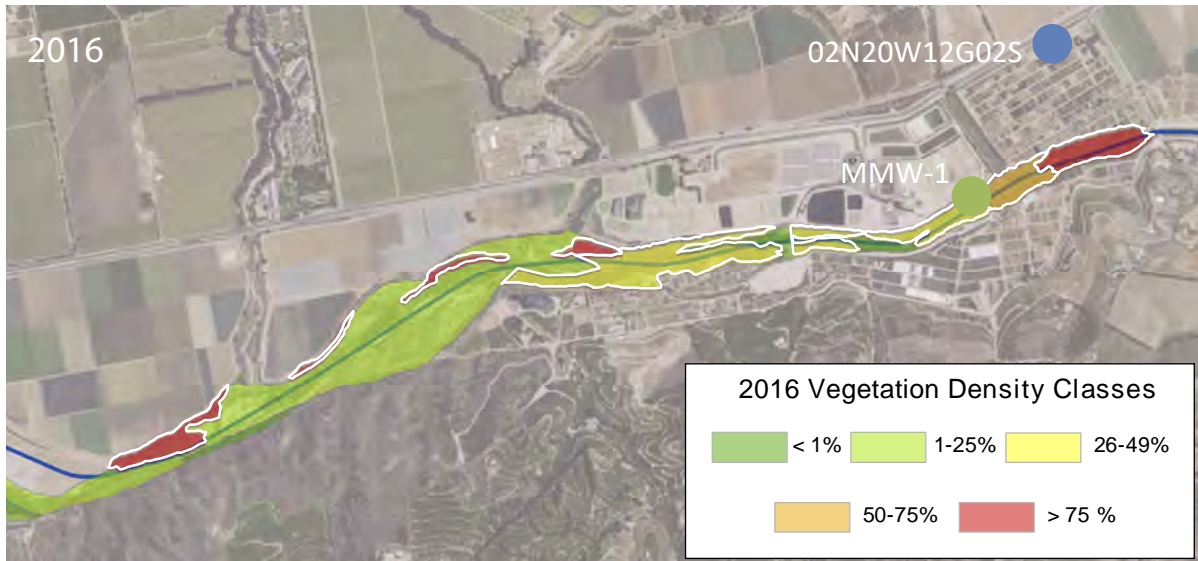 2016
02N20W12G02S
MMW-1
2016 Vegetation Density Classes
< 1%
1-25%
26-49%
50-75%
> 75 %